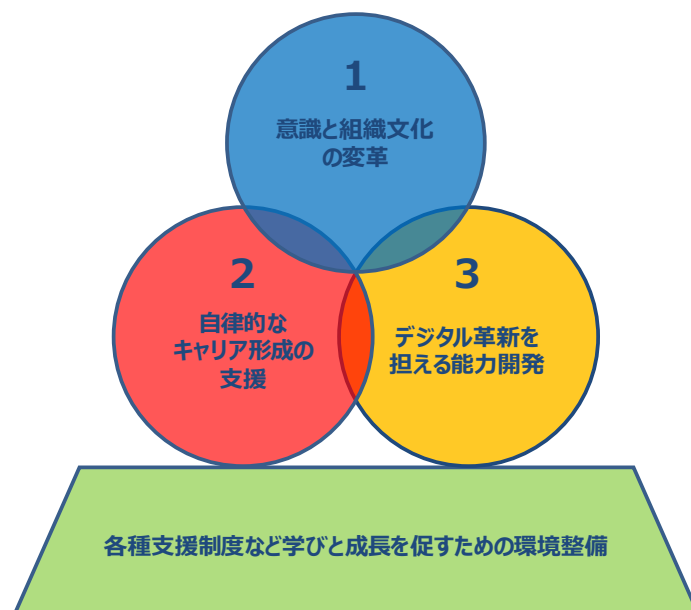 1
意識と組織文化
の変革
2
自律的な
キャリア形成の
支援
3
デジタル革新を
担える能力開発
各種支援制度など学びと成長を促すための環境整備